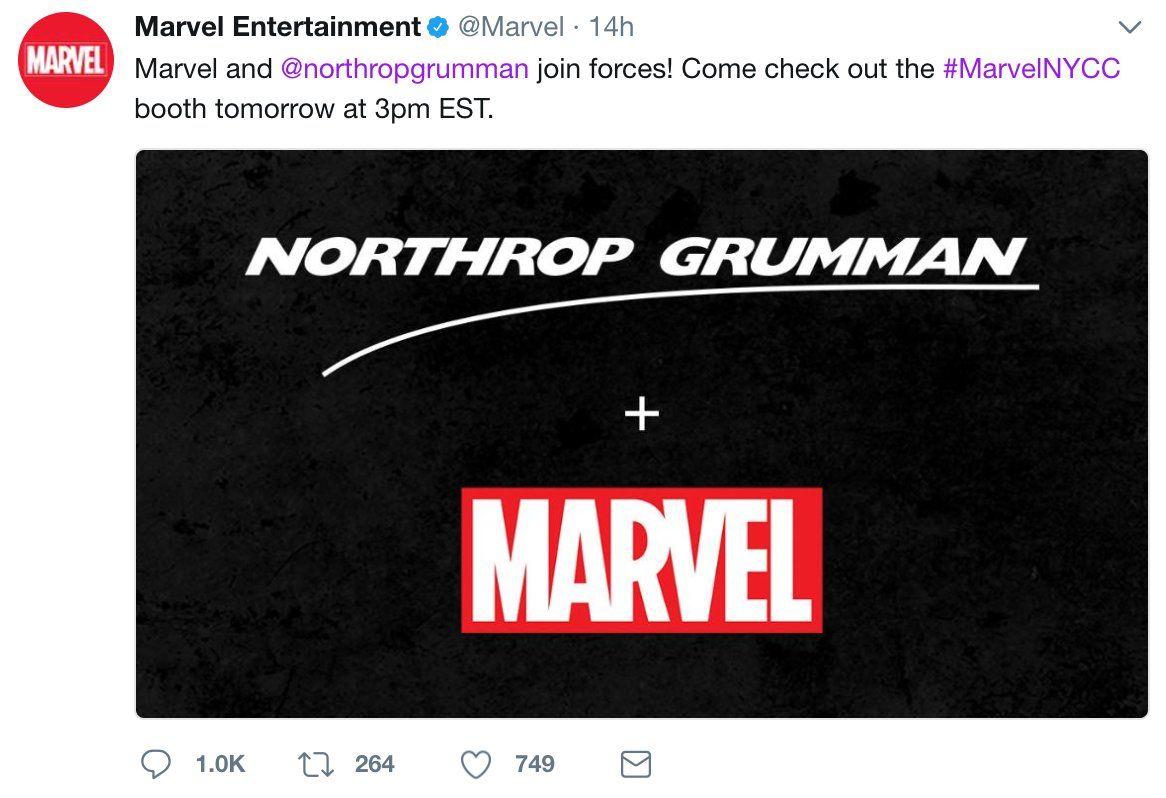 MARVEL
Marvel Entertainment @Marvel · 14h
Marvel and @northropgrumman join forces! Come check out the #MarvelNYCC
booth tomorrow at 3pm EST.
NORTHROP GRUMMAN
+
MARVEL
1.0K 264 749